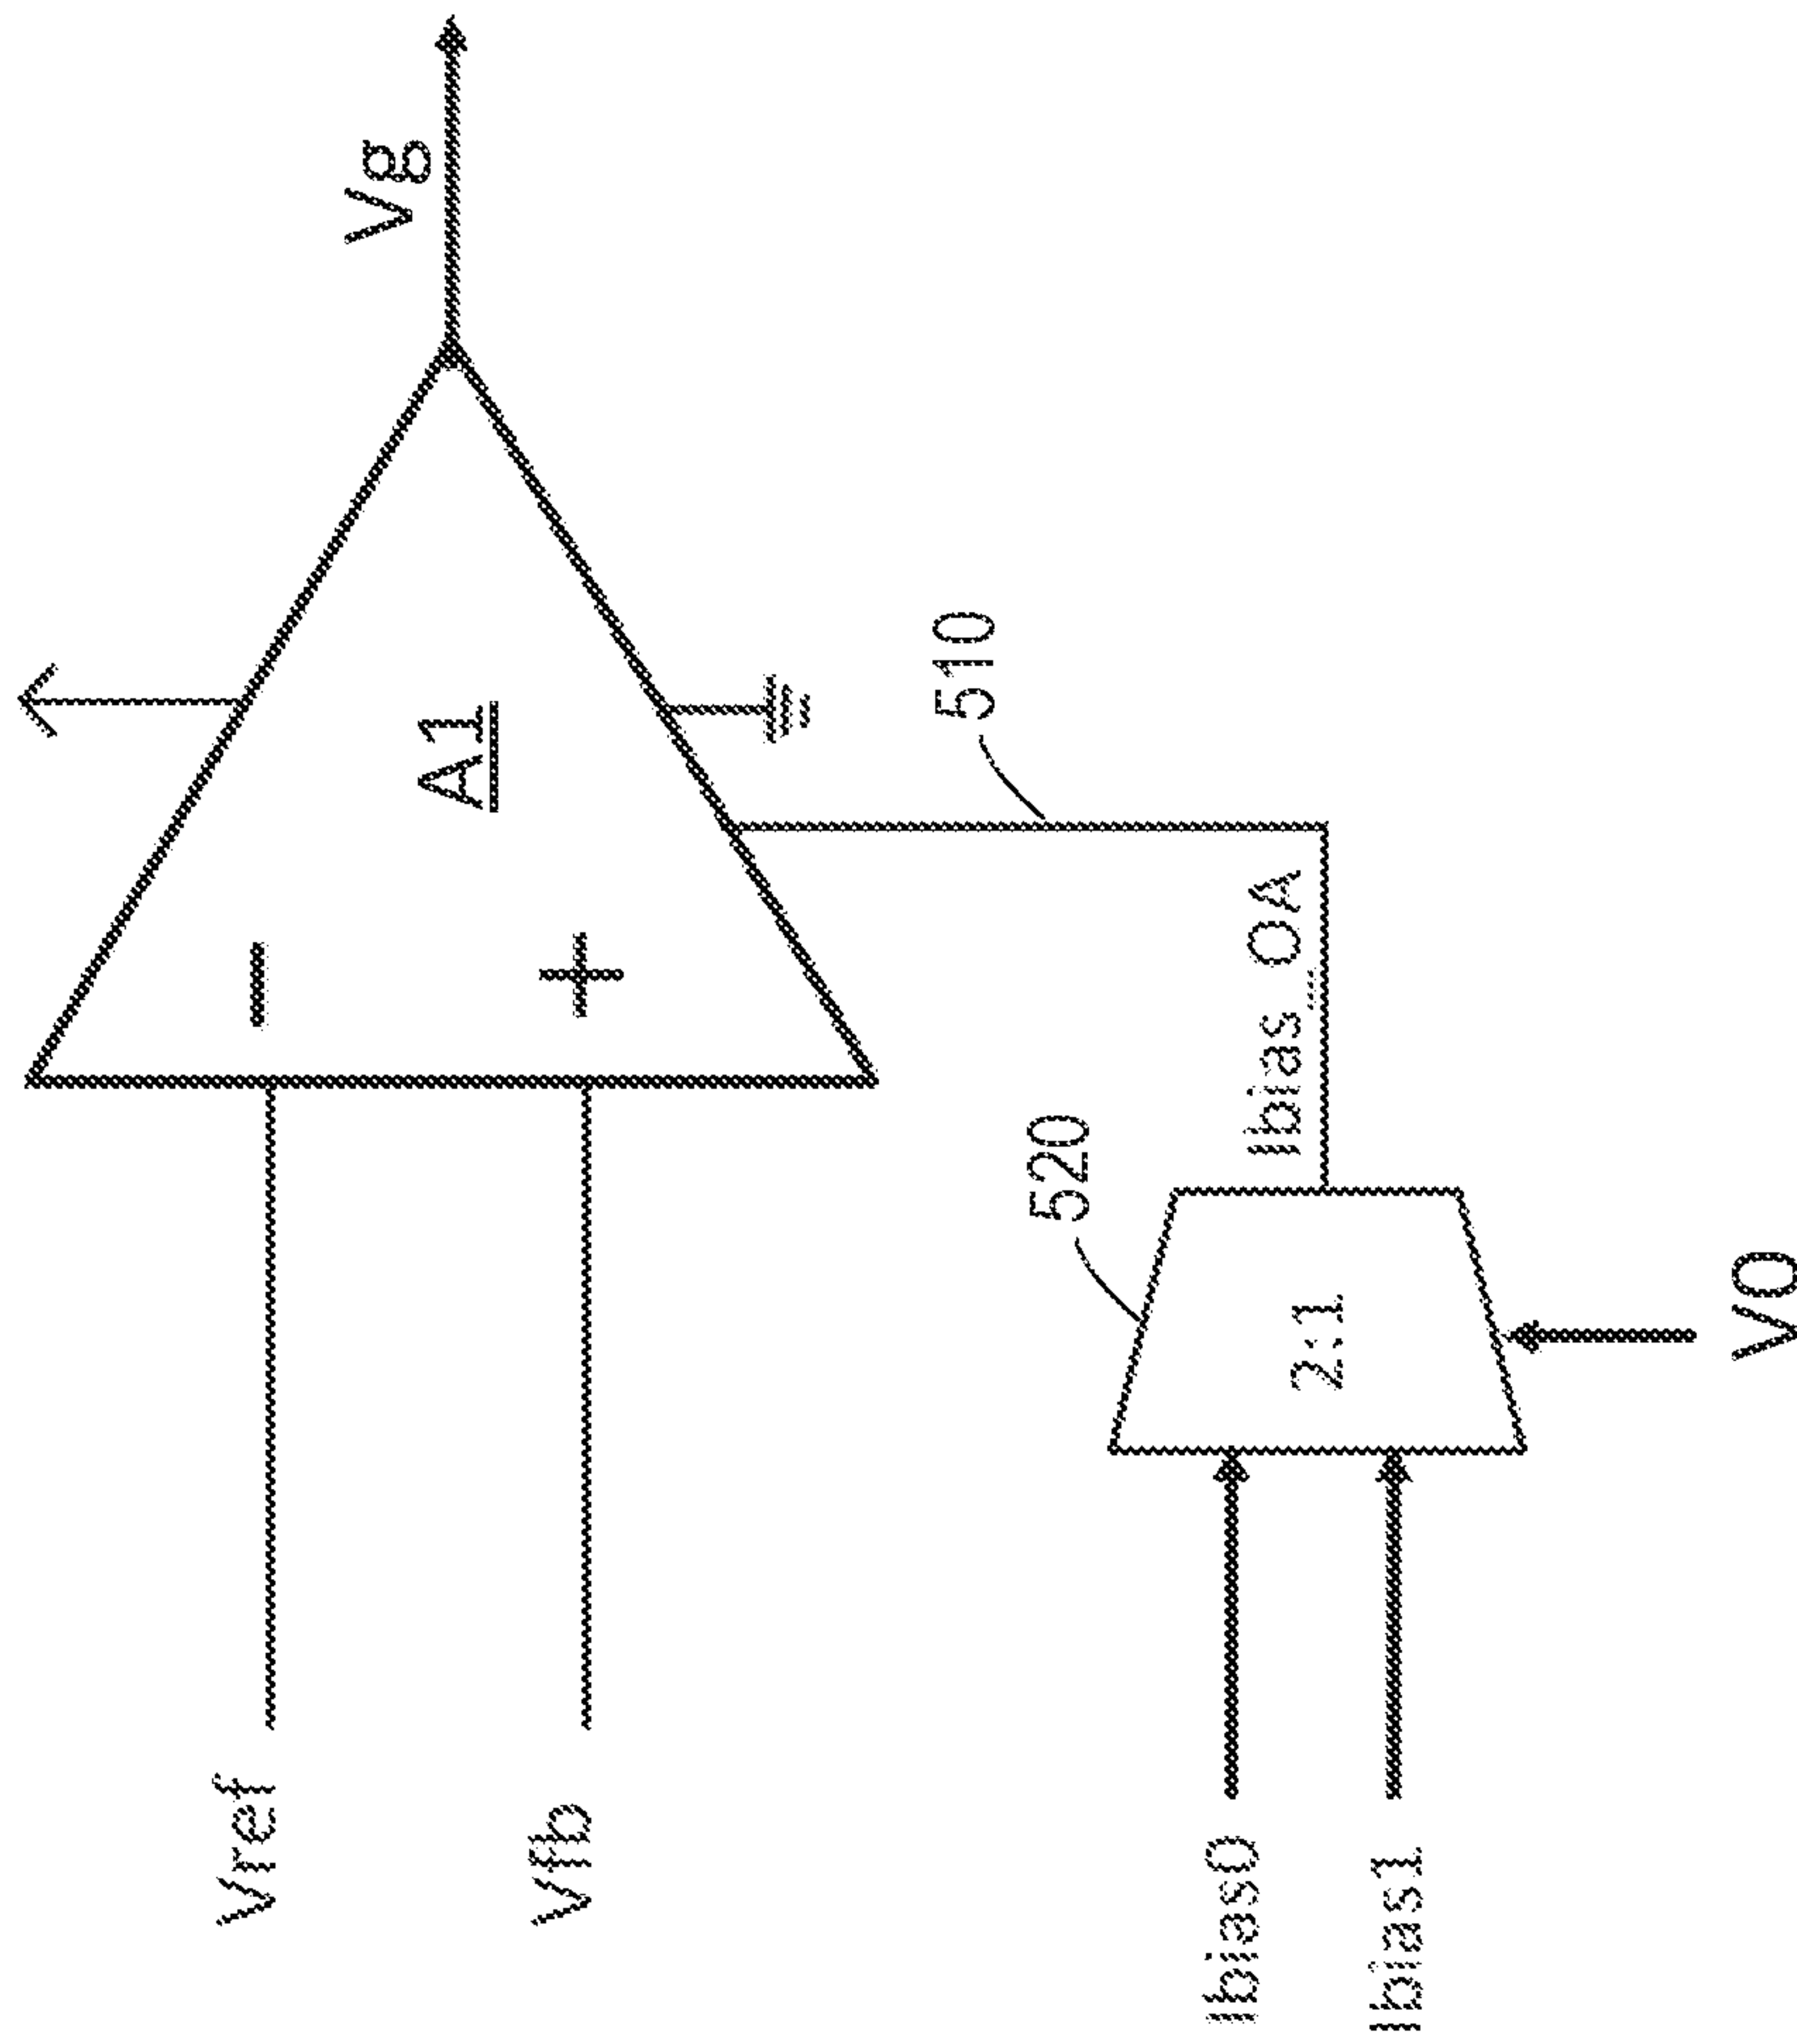 Vg
A1
−
+
Vref
Vfb
510
520
Ibias_OA
2:1
Ibias0
Ibias1
V0